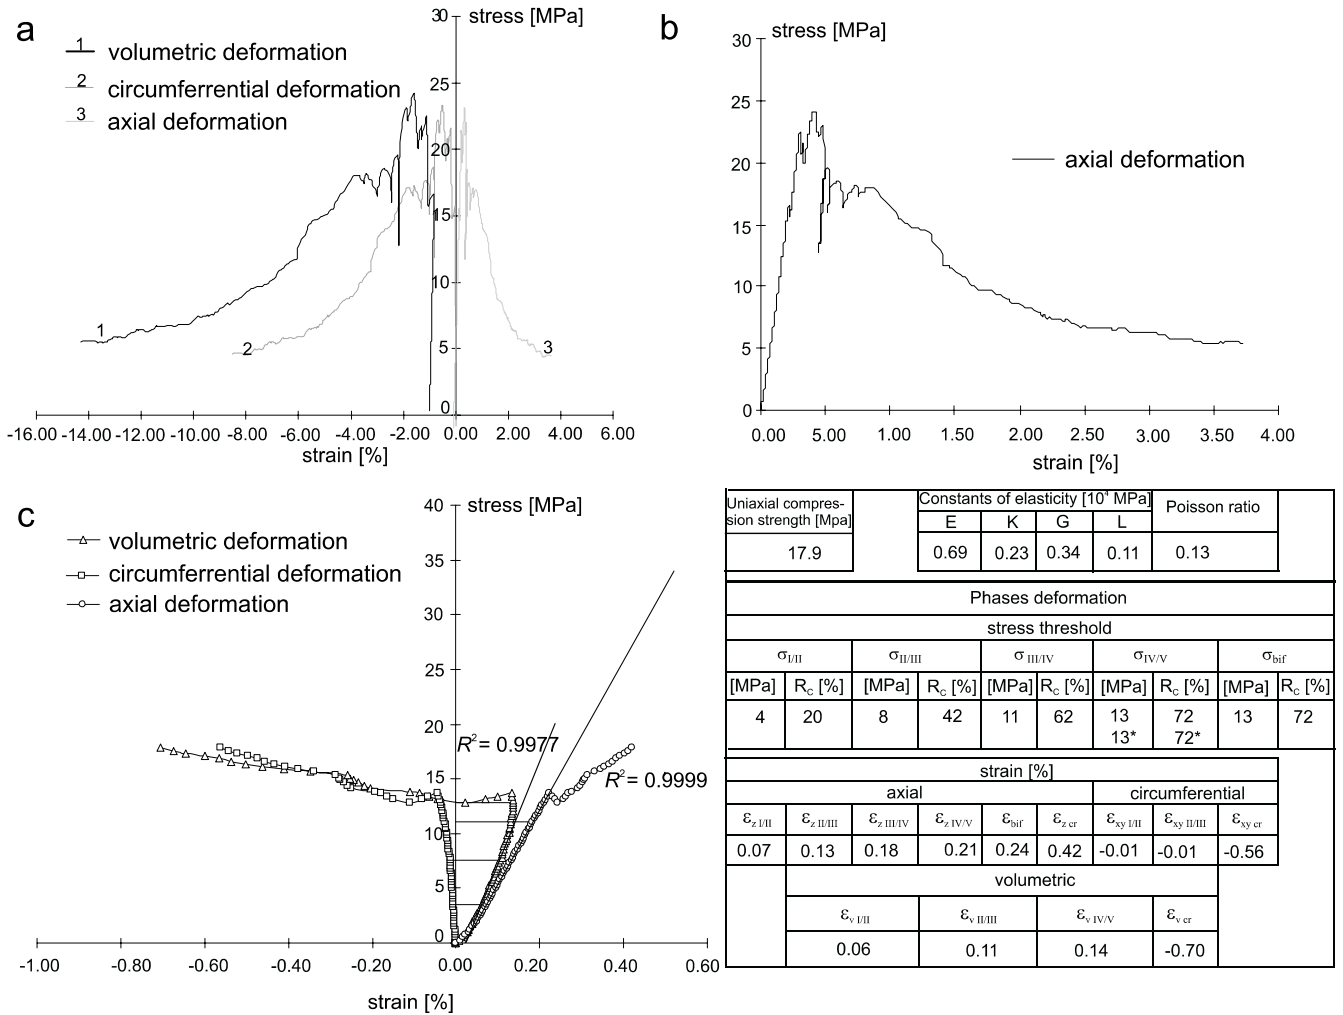 a
stress [MPa]
1 volumetric deformation
2 circumferrential deformation
3 axial deformation
30
25
20
15
10
5
0
1
2
3
-16.00 -14.00 -12.00 -10.00 -8.00 -6.00 -4.00 -2.00 0.00 2.00 4.00 6.00
strain [%]
b
stress [MPa]
axial deformation
30
25
20
15
10
5
0
0.00 5.00 1.00 1.50 2.00 2.50 3.00 3.50 4.00
strain [%]
c
stress [MPa]
volumetric deformation
circumferrential deformation
axial deformation
40
35
30
25
20
15
10
5
0
R² = 0.9977
R² = 0.9999
-1.00 -0.80 -0.60 -0.40 -0.20 0.00 0.20 0.40 0.60
strain [%]
Uniaxial compres-
sion strength [Mpa]
17.9
Constants of elasticity [10⁴ MPa]
E K G L
0.69 0.23 0.34 0.11
Poisson ratio
0.13
Phases deformation
stress threshold
σI/II σII/III σIII/IV σIV/V σbif
[MPa] RC [%] [MPa] RC [%] [MPa] RC [%] [MPa] RC [%] [MPa] RC [%]
4 20 8 42 11 62 13 72 13 72
13* 72*
strain [%]
axial circumferential
εz I/II εz II/III εz III/IV εz IV/V εbif εz cr εxy I/II εxy II/III εxy cr
0.07 0.13 0.18 0.21 0.24 0.42 -0.01 -0.01 -0.56
volumetric
εv I/II εv II/III εv IV/V εv cr
0.06 0.11 0.14 -0.70